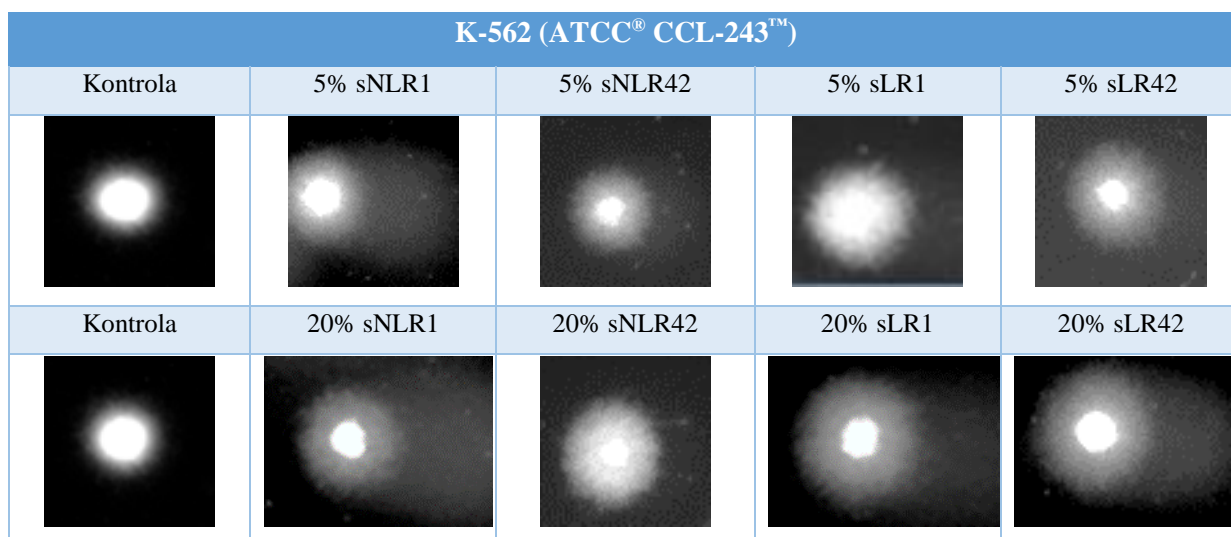 K-562 (ATCC® CCL-243™)
Kontrola 5% sNLR1 5% sNLR42 5% sLR1 5% sLR42
Kontrola 20% sNLR1 20% sNLR42 20% sLR1 20% sLR42